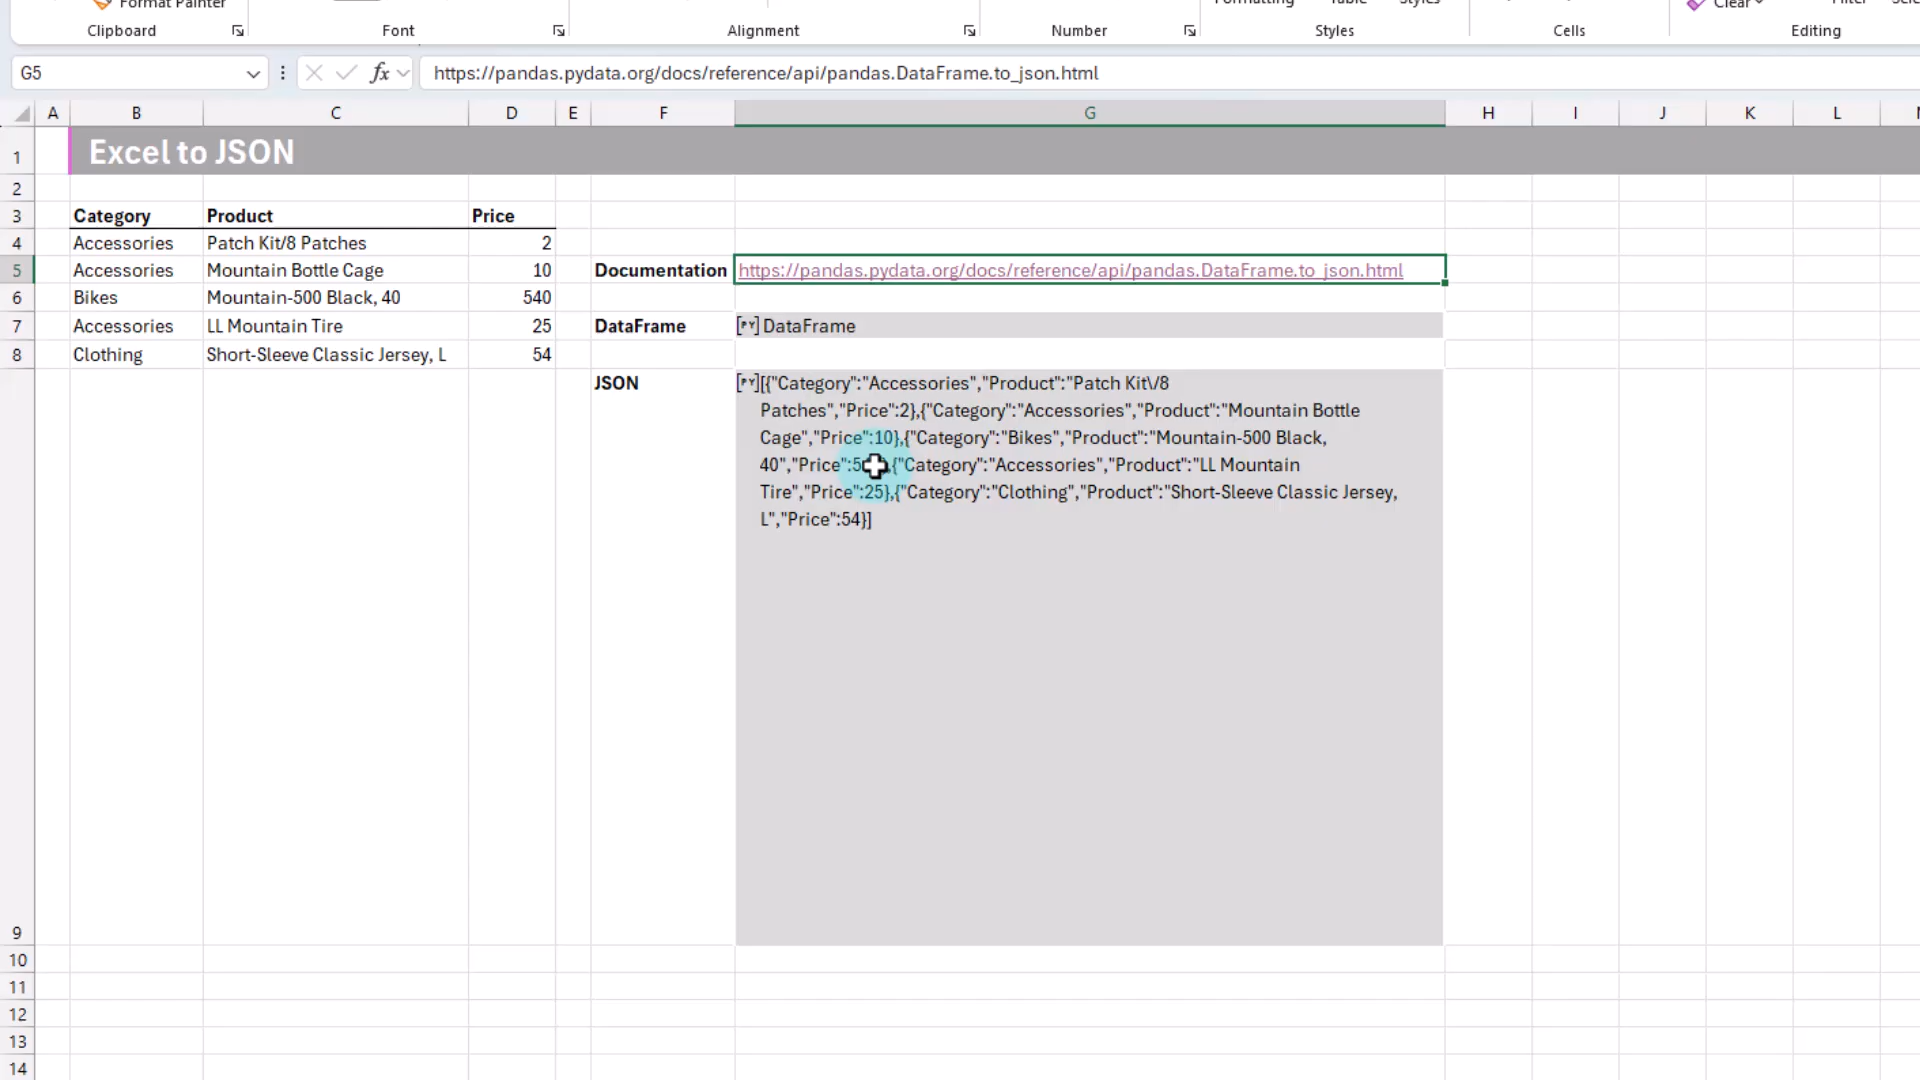 Format Painter
Clear
Clipboard
Font
Alignment
Number
Styles
Cells
Editing
G5
fx
https://pandas.pydata.org/docs/reference/api/pandas.DataFrame.to_json.html
A B C D E F G H I J K L
1 Excel to JSON
2
3 Category Product Price
4 Accessories Patch Kit/8 Patches 2
5 Accessories Mountain Bottle Cage 10 Documentation https://pandas.pydata.org/docs/reference/api/pandas.DataFrame.to_json.html
6 Bikes Mountain-500 Black, 40 540
7 Accessories LL Mountain Tire 25 DataFrame [PY] DataFrame
8 Clothing Short-Sleeve Classic Jersey, L 54
JSON [PY][{"Category":"Accessories","Product":"Patch Kit\/8
Patches","Price":2},{"Category":"Accessories","Product":"Mountain Bottle
Cage","Price":10},{"Category":"Bikes","Product":"Mountain-500 Black,
40","Price":5 ,{"Category":"Accessories","Product":"LL Mountain
Tire","Price":25},{"Category":"Clothing","Product":"Short-Sleeve Classic Jersey,
L","Price":54}]
9
10
11
12
13
14